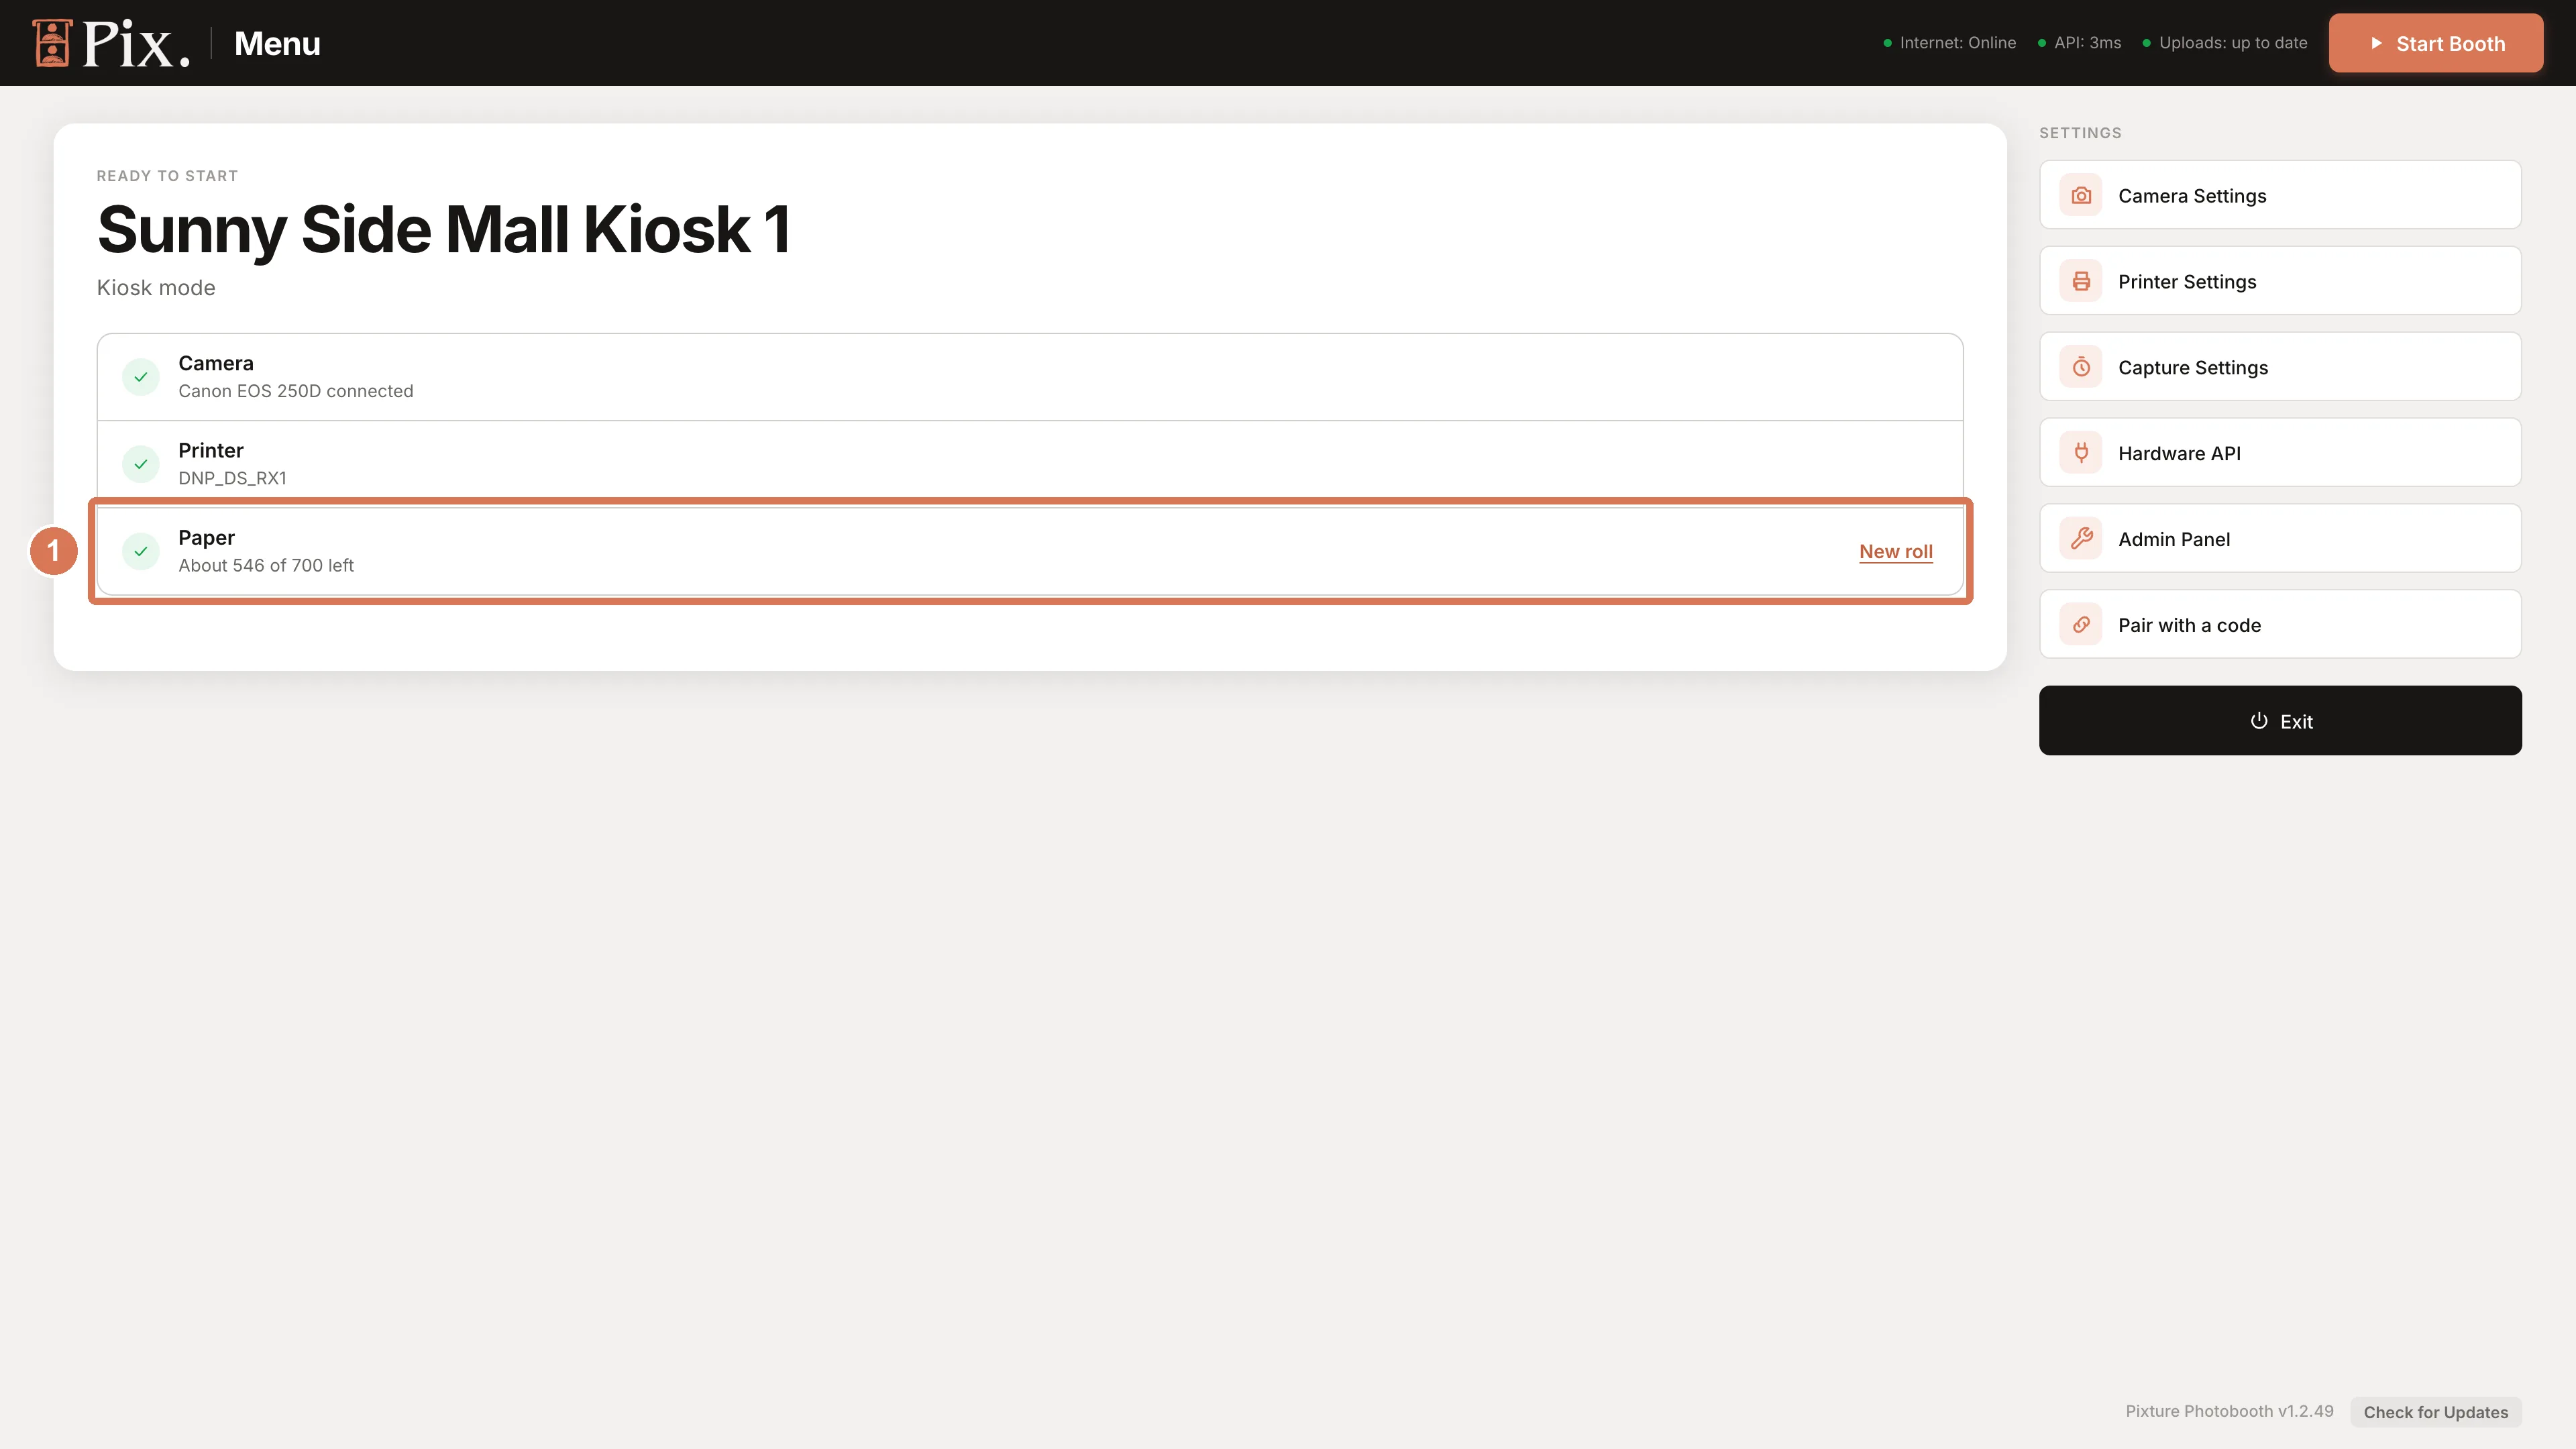 Pix. Menu
Internet: Online
API: 3ms
Uploads: up to date
Start Booth
READY TO START
Sunny Side Mall Kiosk 1
Kiosk mode
Camera
Canon EOS 250D connected
Printer
DNP_DS_RX1
1
Paper
About 546 of 700 left
New roll
SETTINGS
Camera Settings
Printer Settings
Capture Settings
Hardware API
Admin Panel
Pair with a code
Exit
Pixture Photobooth v1.2.49
Check for Updates